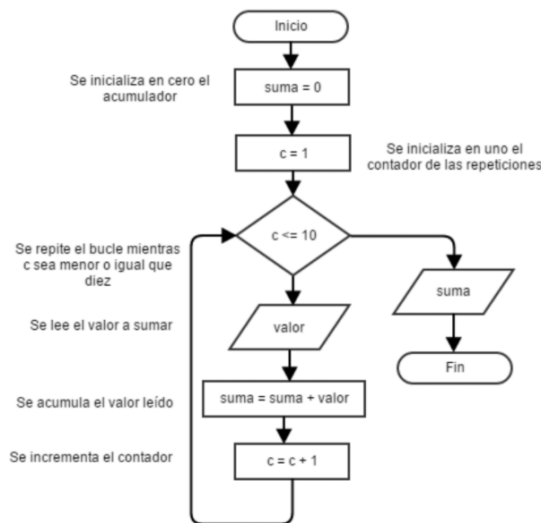 Inicio
Se inicializa en cero el
acumulador
suma = 0
c = 1
Se inicializa en uno el
contador de las repeticiones
c <= 10
Se repite el bucle mientras
c sea menor o igual que
diez
suma
Se lee el valor a sumar
valor
Fin
Se acumula el valor leído
suma = suma + valor
Se incrementa el contador
c = c + 1